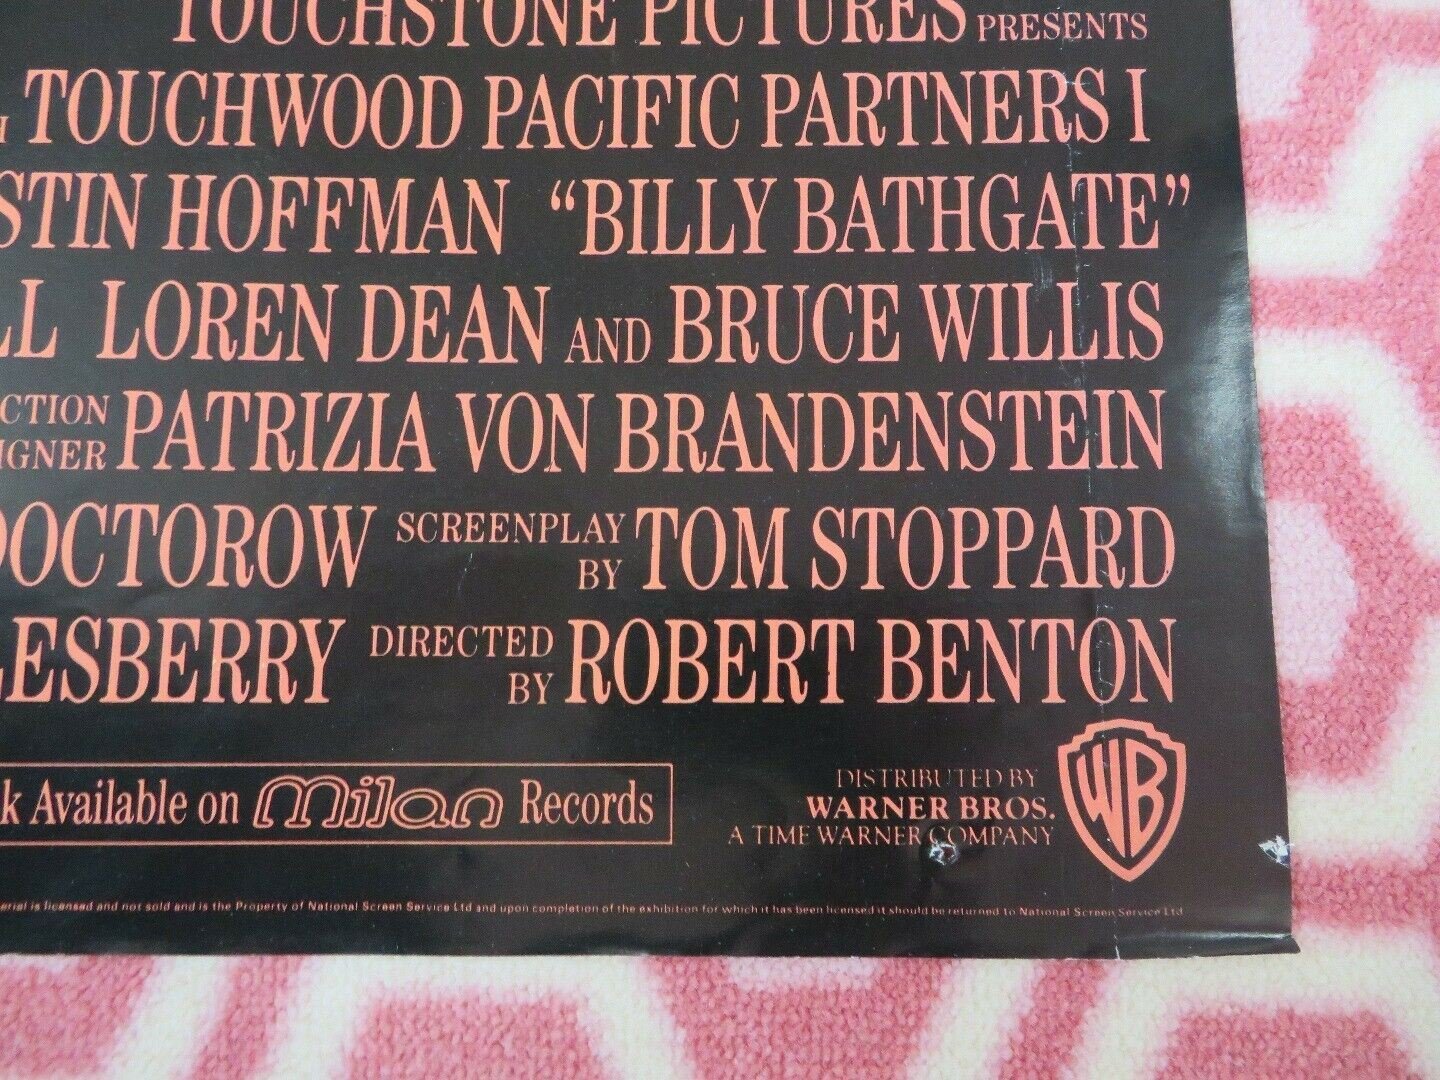 TOUCHSTONE PICTURES PRESENTS
TOUCHWOOD PACIFIC PARTNERS I
STIN HOFFMAN “BILLY BATHGATE”
LL LOREN DEAN AND BRUCE WILLIS
CTION
IGNER PATRIZIA VON BRANDENSTEIN
DOCTOROW SCREENPLAY BY TOM STOPPARD
LESBERRY DIRECTED BY ROBERT BENTON
k Available on milan Records
DISTRIBUTED BY
WARNER BROS.
A TIME WARNER COMPANY
WB
erial is licensed and not sold and is the Property of National Screen Service Ltd and upon completion of the exhibition for which it has been licensed it should be returned to National Screen Service Ltd